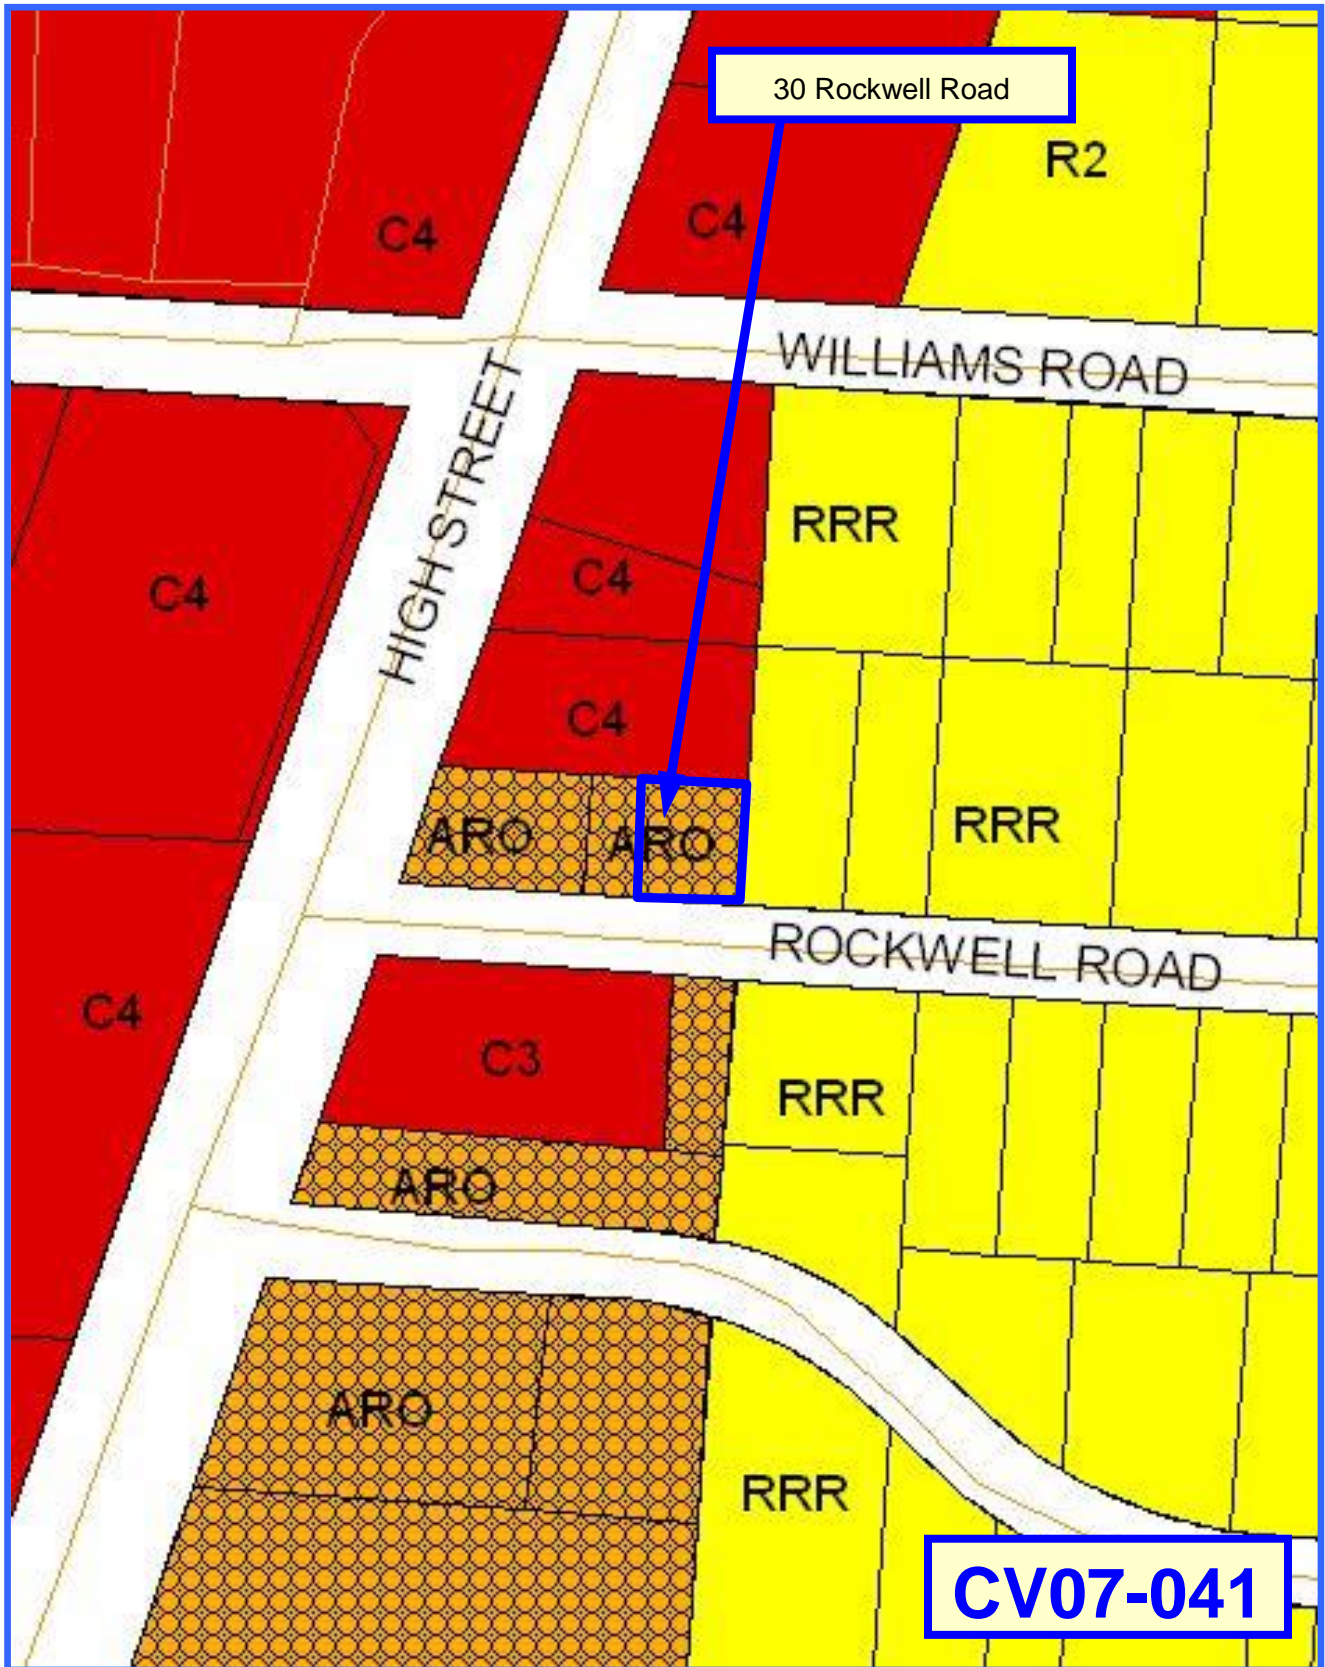 30 Rockwell Road
R2
C4
C4
WILLIAMS ROAD
HIGH STREET
RRR
C4
C4
C4
ARO
ARO
RRR
ROCKWELL ROAD
C4
C3
RRR
ARO
ARO
RRR
CV07-041